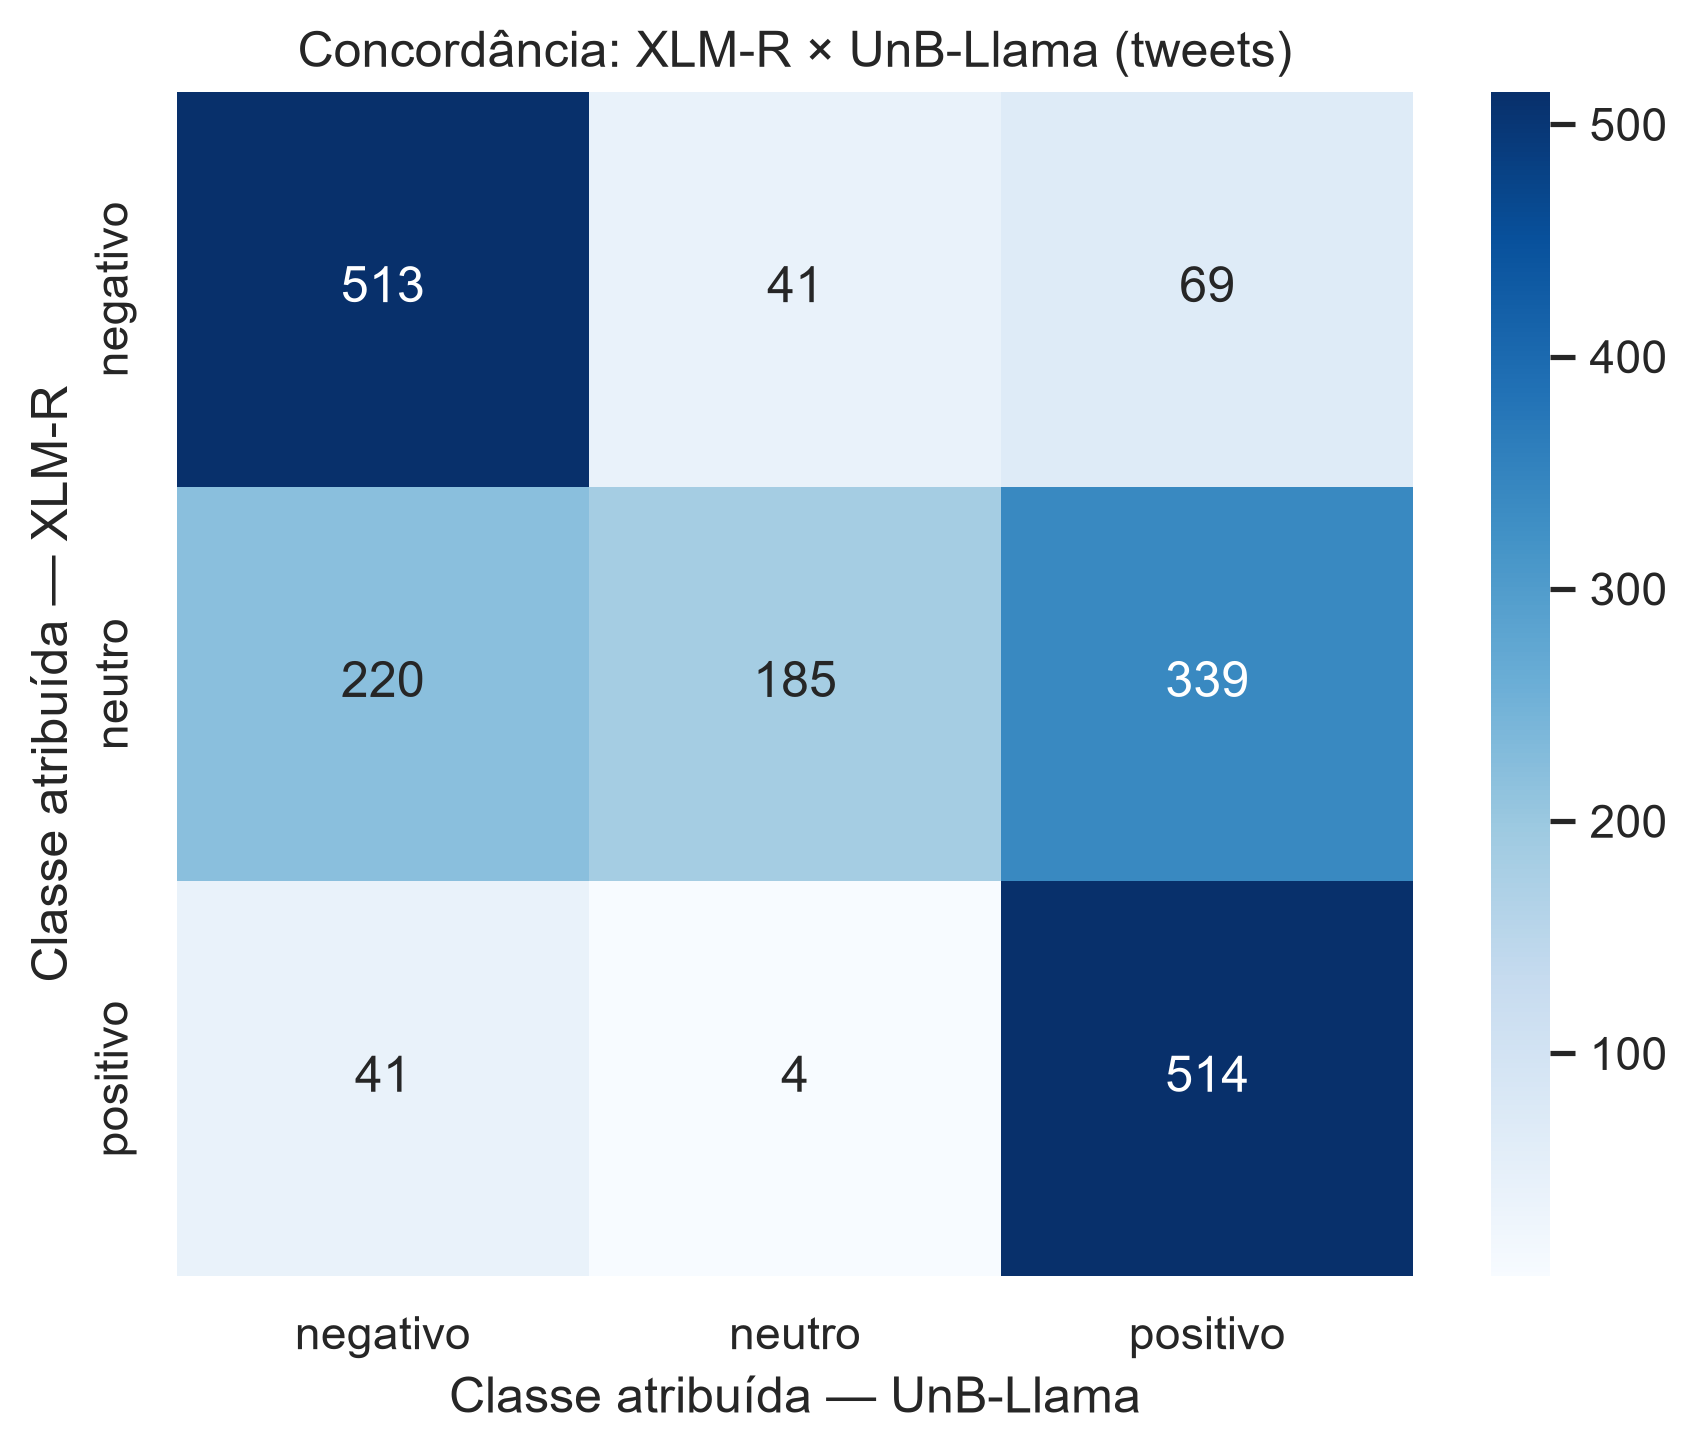 Concordância: XLM-R × UnB-Llama (tweets)
Classe atribuída — XLM-R
negativo
513
41
69
neutro
220
185
339
positivo
41
4
514
negativo
neutro
positivo
Classe atribuída — UnB-Llama
500
400
300
200
100